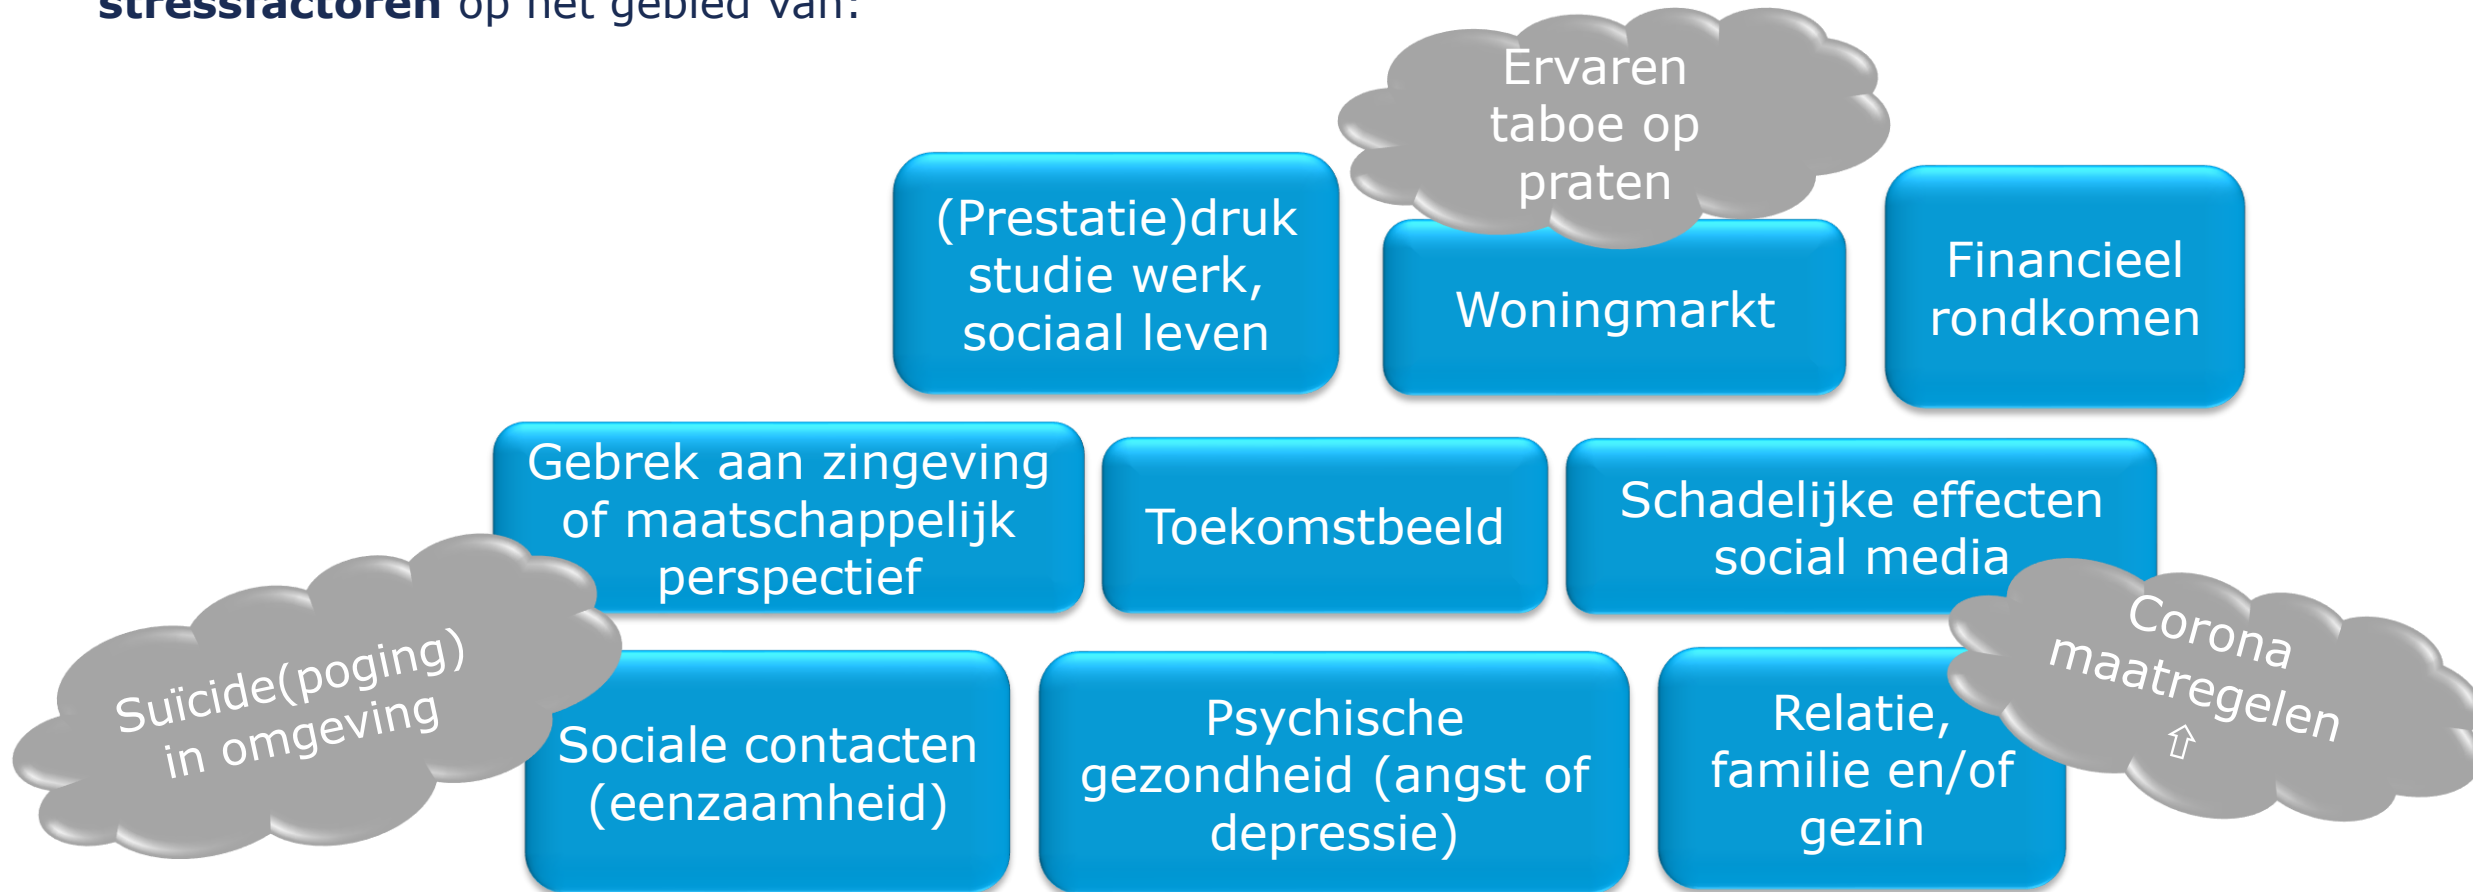 stressfactoren op het gebied van:
Ervaren
taboe op
praten
(Prestatie)druk
studie werk,
sociaal leven
Woningmarkt
Financieel
rondkomen
Gebrek aan zingeving
of maatschappelijk
perspectief
Toekomstbeeld
Schadelijke effecten
social media
Suïcide(poging)
in omgeving
Corona
maatregelen
⇧
Sociale contacten
(eenzaamheid)
Psychische
gezondheid (angst of
depressie)
Relatie,
familie en/of
gezin